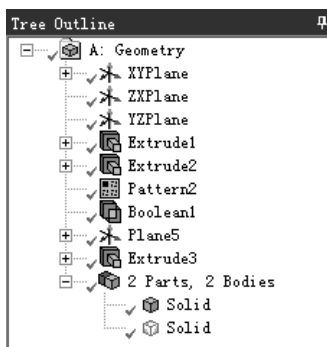 Tree Outline
A: Geometry
XYPlane
ZXPlane
YZPlane
Extrude1
Extrude2
Pattern2
Boolean1
Plane5
Extrude3
2 Parts, 2 Bodies
Solid
Solid